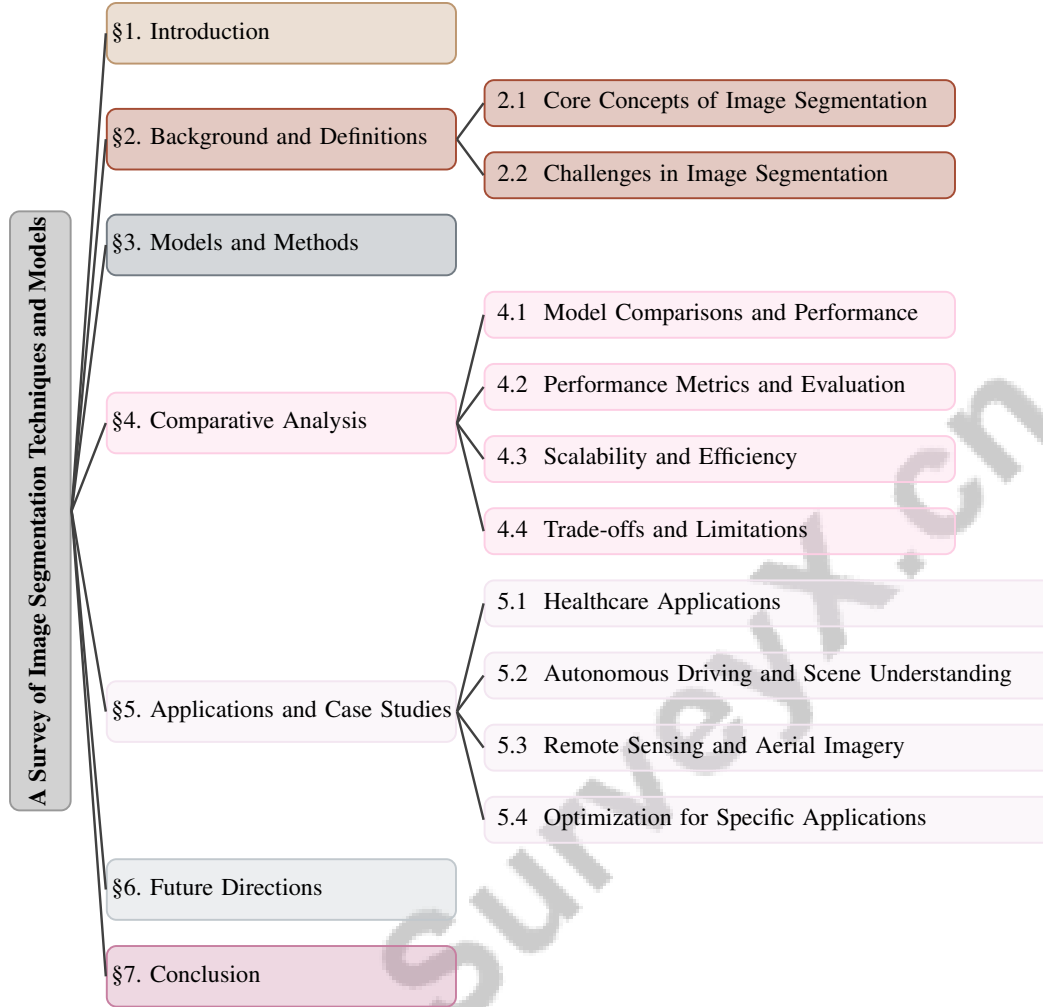 A Survey of Image Segmentation Techniques and Models
§1. Introduction
§2. Background and Definitions
2.1 Core Concepts of Image Segmentation
2.2 Challenges in Image Segmentation
§3. Models and Methods
§4. Comparative Analysis
4.1 Model Comparisons and Performance
4.2 Performance Metrics and Evaluation
4.3 Scalability and Efficiency
4.4 Trade-offs and Limitations
§5. Applications and Case Studies
5.1 Healthcare Applications
5.2 Autonomous Driving and Scene Understanding
5.3 Remote Sensing and Aerial Imagery
5.4 Optimization for Specific Applications
§6. Future Directions
§7. Conclusion
surveyx.cn